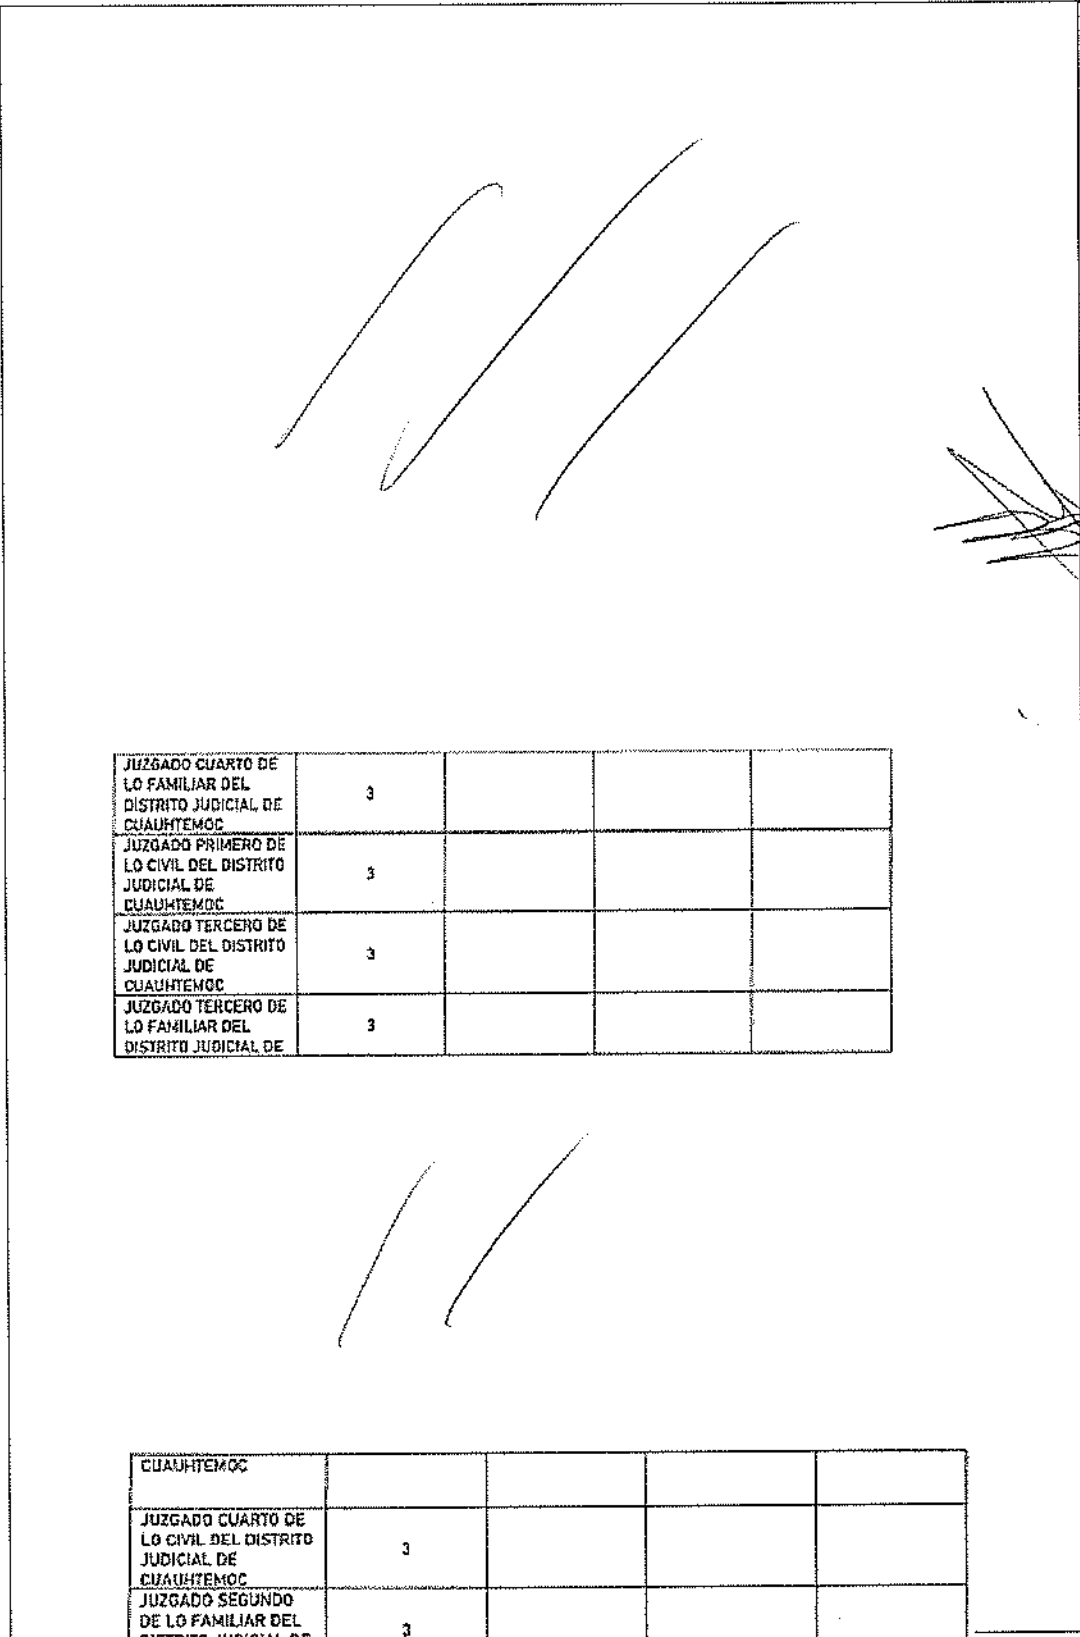 JUZGADO CUARTO DE
LO FAMILIAR DEL
DISTRITO JUDICIAL DE
CUAUHTEMOC
3
JUZGADO PRIMERO DE
LO CIVIL DEL DISTRITO
JUDICIAL DE
CUAUHTEMOC
3
JUZGADO TERCERO DE
LO CIVIL DEL DISTRITO
JUDICIAL DE
CUAUHTEMOC
3
JUZGADO TERCERO DE
LO FAMILIAR DEL
DISTRITO JUDICIAL DE
3
CUAUHTEMOC
JUZGADO CUARTO DE
LO CIVIL DEL DISTRITO
JUDICIAL DE
CUAUHTEMOC
3
JUZGADO SEGUNDO
DE LO FAMILIAR DEL
DISTRITO JUDICIAL DE
3